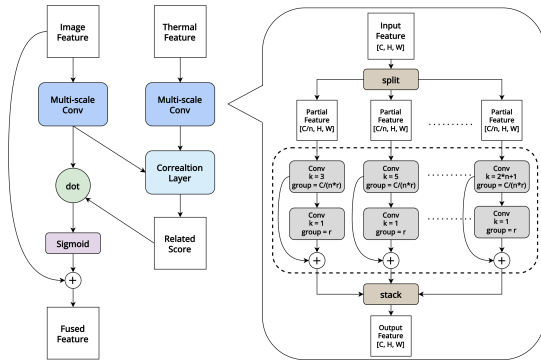 Image
Feature
Thermal
Feature
Multi-scale
Conv
Multi-scale
Conv
dot
Correaltion
Layer
Sigmoid
Related
Score
+
Fused
Feature
Input
Feature
[C, H, W]
split
Partial
Feature
[C/n, H, W]
Partial
Feature
[C/n, H, W]
Partial
Feature
[C/n, H, W]
Conv
k = 3
group = C/(n*r)
Conv
k = 5
group = C/(n*r)
Conv
k = 2*n+1
group = C/(n*r)
Conv
k = 1
group = r
Conv
k = 1
group = r
Conv
k = 1
group = r
+
+
+
stack
Output
Feature
[C, H, W]